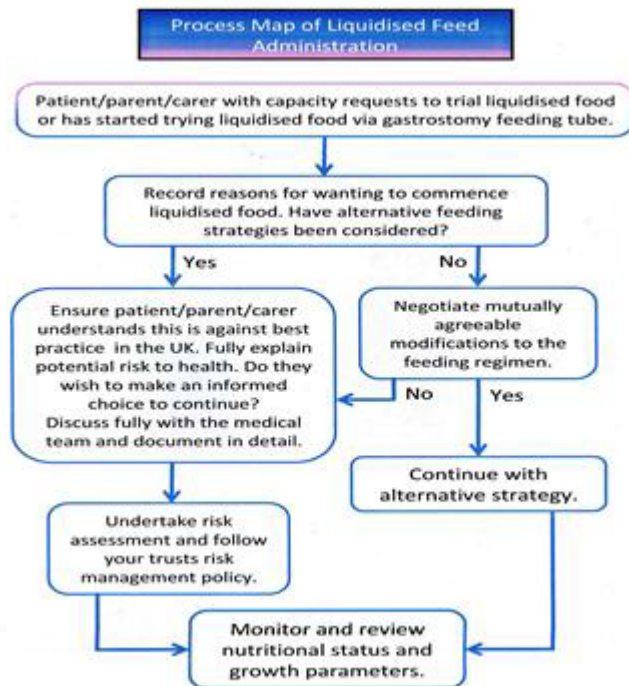 Process Map of Liquidised Feed
Administration
Patient/parent/carer with capacity requests to trial liquidised food
or has started trying liquidised food via gastrostomy feeding tube.
Record reasons for wanting to commence
liquidised food. Have alternative feeding
strategies been considered?
Yes
No
Ensure patient/parent/carer
understands this is against best
practice in the UK. Fully explain
potential risk to health. Do they
wish to make an informed
choice to continue?
Discuss fully with the medical
team and document in detail.
Negotiate mutually
agreeable
modifications to the
feeding regimen.
No
Yes
Continue with
alternative strategy.
Undertake risk
assessment and follow
your trusts risk
management policy.
Monitor and review
nutritional status and
growth parameters.